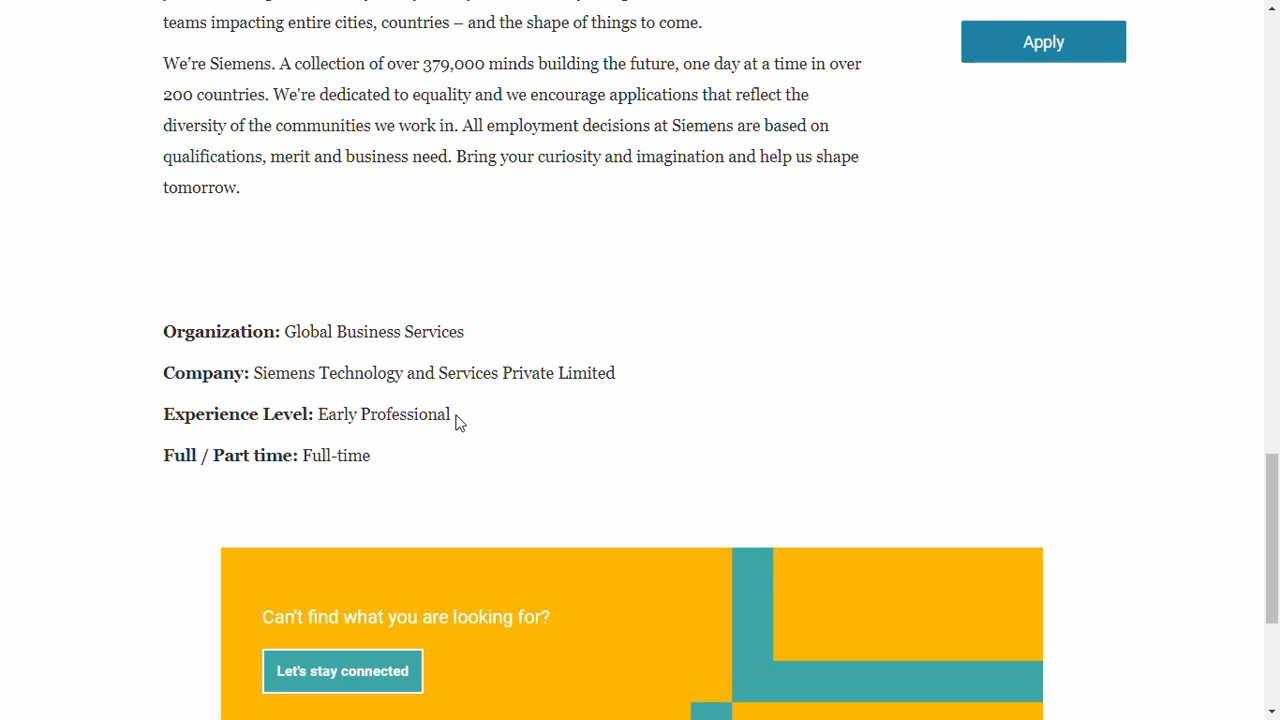 teams impacting entire cities, countries – and the shape of things to come.
Apply
We’re Siemens. A collection of over 379,000 minds building the future, one day at a time in over
200 countries. We're dedicated to equality and we encourage applications that reflect the
diversity of the communities we work in. All employment decisions at Siemens are based on
qualifications, merit and business need. Bring your curiosity and imagination and help us shape
tomorrow.
Organization: Global Business Services
Company: Siemens Technology and Services Private Limited
Experience Level: Early Professional
Full / Part time: Full-time
Can't find what you are looking for?
Let's stay connected